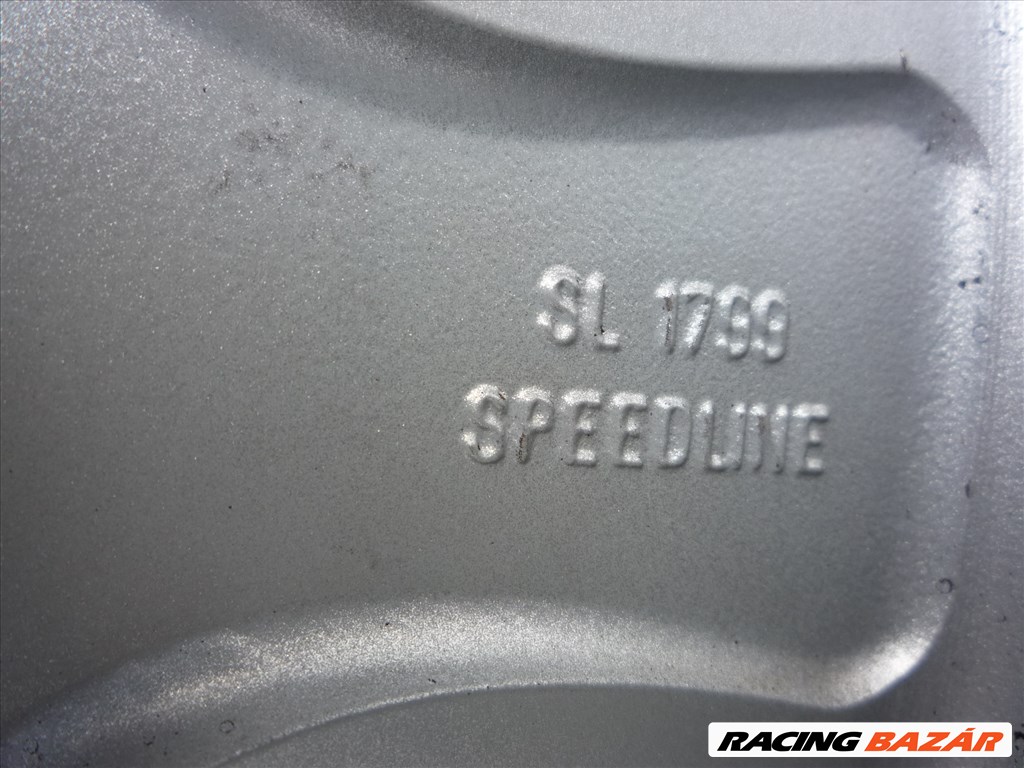 SL 1799
SPEEDLINE
RACING BAZÁR